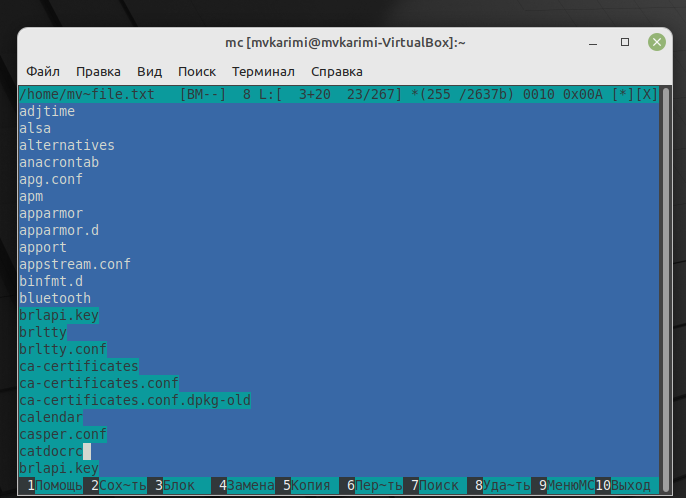 mc [mvkarimi@mvkarimi-VirtualBox]:~
Файл Правка Вид Поиск Терминал Справка
/home/mv~file.txt [BM--] 8 L:[ 3+20 23/267] *(255 /2637b) 0010 0x00A [*][X]
adjtime
alsa
alternatives
anacrontab
apg.conf
apm
apparmor
apparmor.d
apport
appstream.conf
binfmt.d
bluetooth
brlapi.key
brltty
brltty.conf
ca-certificates
ca-certificates.conf
ca-certificates.conf.dpkg-old
calendar
casper.conf
catdocrc
brlapi.key
1Помощь 2Сох~ть 3Блок 4Замена 5Копия 6Пер~ть 7Поиск 8Уда~ть 9МенюMC 10Выход